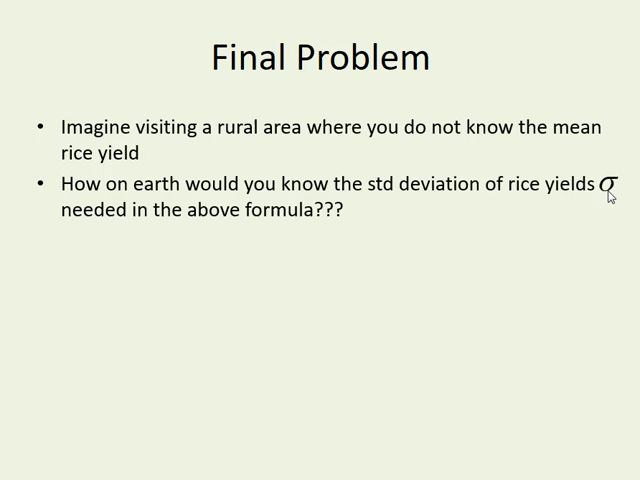 Final Problem
• Imagine visiting a rural area where you do not know the mean
rice yield
• How on earth would you know the std deviation of rice yields σ
needed in the above formula???